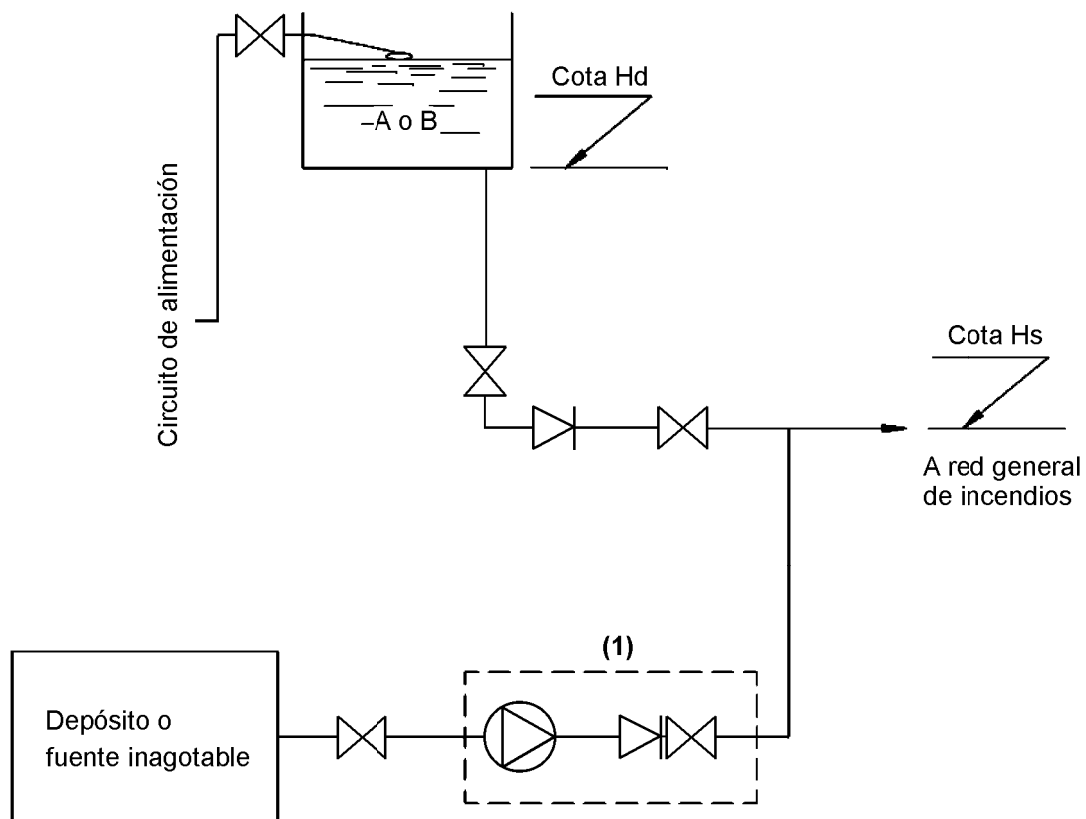 Cota Hd
A o B
Circuito de alimentación
Cota Hs
A red general
de incendios
(1)
Depósito o
fuente inagotable